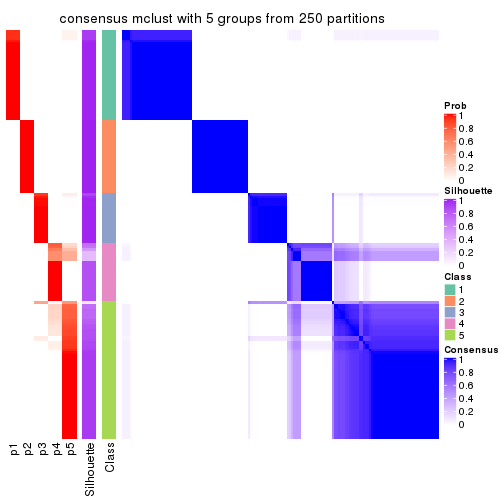 consensus mclust with 5 groups from 250 partitions
Prob
1
0.8
0.6
0.4
0.2
0
Silhouette
1
0.8
0.6
0.4
0.2
0
Class
1
2
3
4
5
Consensus
1
0.8
0.6
0.4
0.2
0
p1
p2
p3
p4
p5
Silhouette
Class